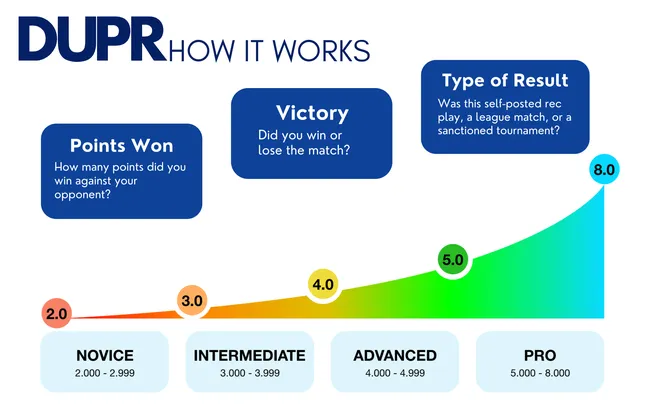 DUPR HOW IT WORKS
Points Won
How many points did you
win against your
opponent?
Victory
Did you win or
lose the match?
Type of Result
Was this self-posted rec
play, a league match, or a
sanctioned tournament?
2.0
3.0
4.0
5.0
8.0
NOVICE
2.000 - 2.999
INTERMEDIATE
3.000 - 3.999
ADVANCED
4.000 - 4.999
PRO
5.000 - 8.000